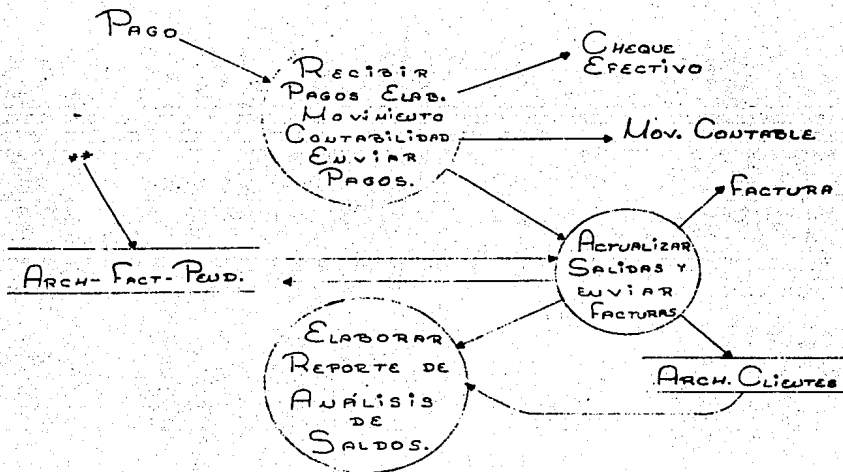 PAGO
RECIBIR
PAGOS ELAB.
MOVIMIENTO
CONTABILIDAD
ENVIAR
PAGOS.
CHEQUE
EFECTIVO
MOV. CONTABLE
**
FACTURA
ACTUALIZAR
SALIDAS Y
ENVIAR
FACTURAS
ARCH-FACT-PEND.
ELABORAR
REPORTE DE
ANÁLISIS
DE
SALDOS.
ARCH. CLIENTES